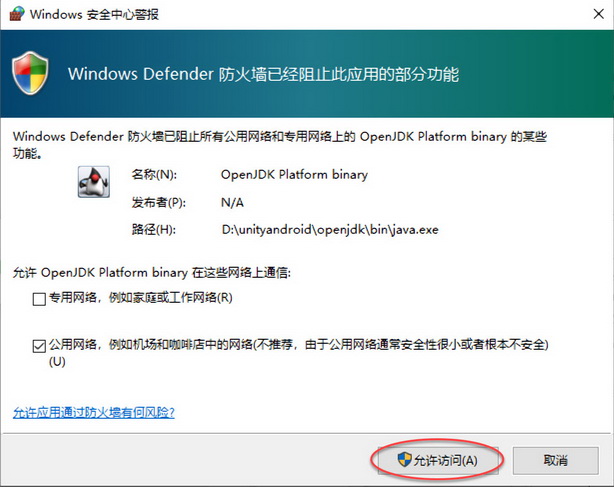 Windows 安全中心警报
Windows Defender 防火墙已经阻止此应用的部分功能
Windows Defender 防火墙已阻止所有公用网络和专用网络上的 OpenJDK Platform binary 的某些
功能。
名称(N): OpenJDK Platform binary
发布者(P): N/A
路径(H): D:\unityandroid\openjdk\bin\java.exe
允许 OpenJDK Platform binary 在这些网络上通信:
专用网络，例如家庭或工作网络(R)
公用网络，例如机场和咖啡店中的网络(不推荐，由于公用网络通常安全性很小或者根本不安全)
(U)
允许应用通过防火墙有何风险?
允许访问(A) 取消